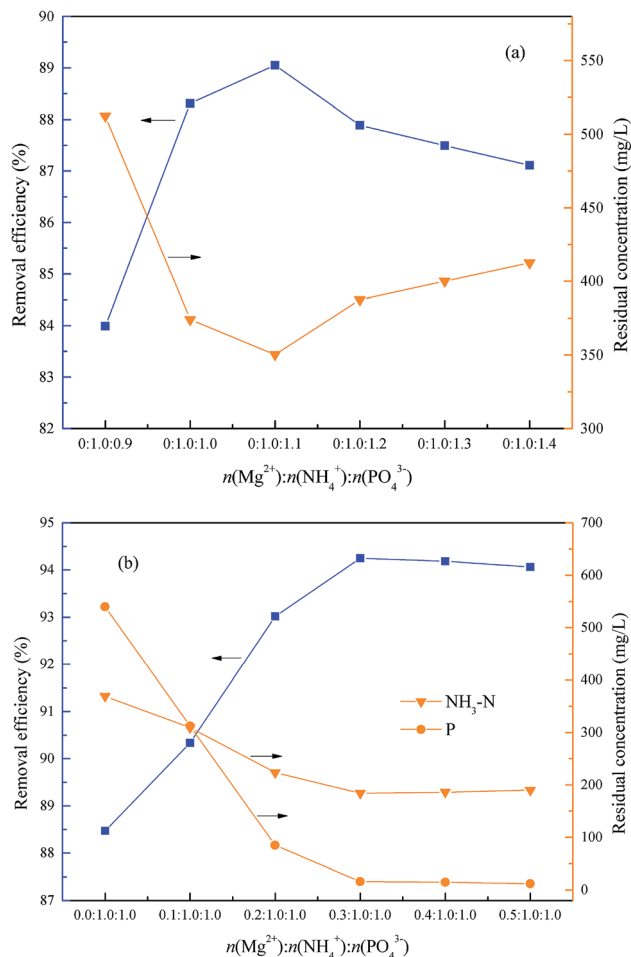 (a)
Removal efficiency (%)
90
89
88
87
86
85
84
83
82
Residual concentration (mg/L)
550
500
450
400
350
300
0:1.0:0.9 0:1.0:1.0 0:1.0:1.1 0:1.0:1.2 0:1.0:1.3 0:1.0:1.4
n(Mg²⁺):n(NH₄⁺):n(PO₄³⁻)
(b)
Removal efficiency (%)
95
94
93
92
91
90
89
88
87
Residual concentration (mg/L)
700
600
500
400
300
200
100
0
NH₃-N
P
0.0:1.0:1.0 0.1:1.0:1.0 0.2:1.0:1.0 0.3:1.0:1.0 0.4:1.0:1.0 0.5:1.0:1.0
n(Mg²⁺):n(NH₄⁺):n(PO₄³⁻)